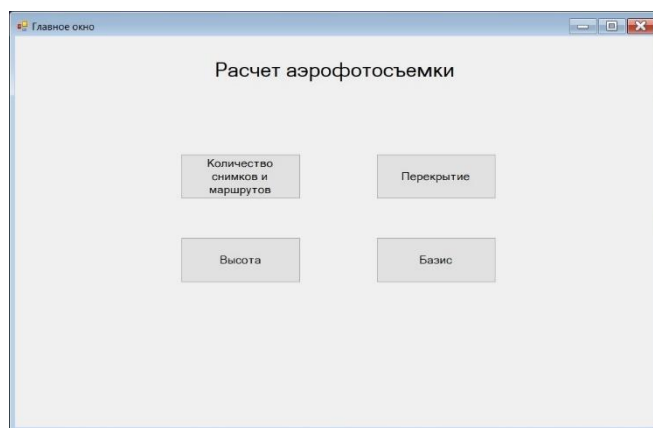 Главное окно
Расчет аэрофотосъемки
Количество
снимков и
маршрутов
Перекрытие
Высота
Базис